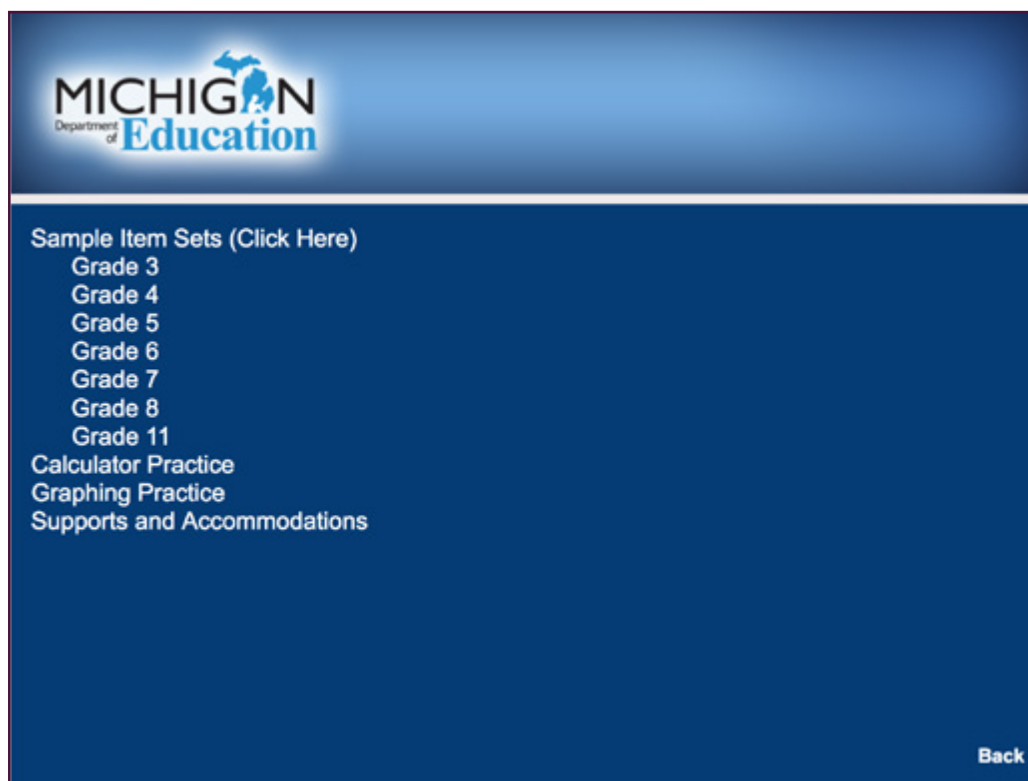 MICHIGAN
Department of Education
Sample Item Sets (Click Here)
Grade 3
Grade 4
Grade 5
Grade 6
Grade 7
Grade 8
Grade 11
Calculator Practice
Graphing Practice
Supports and Accommodations
Back